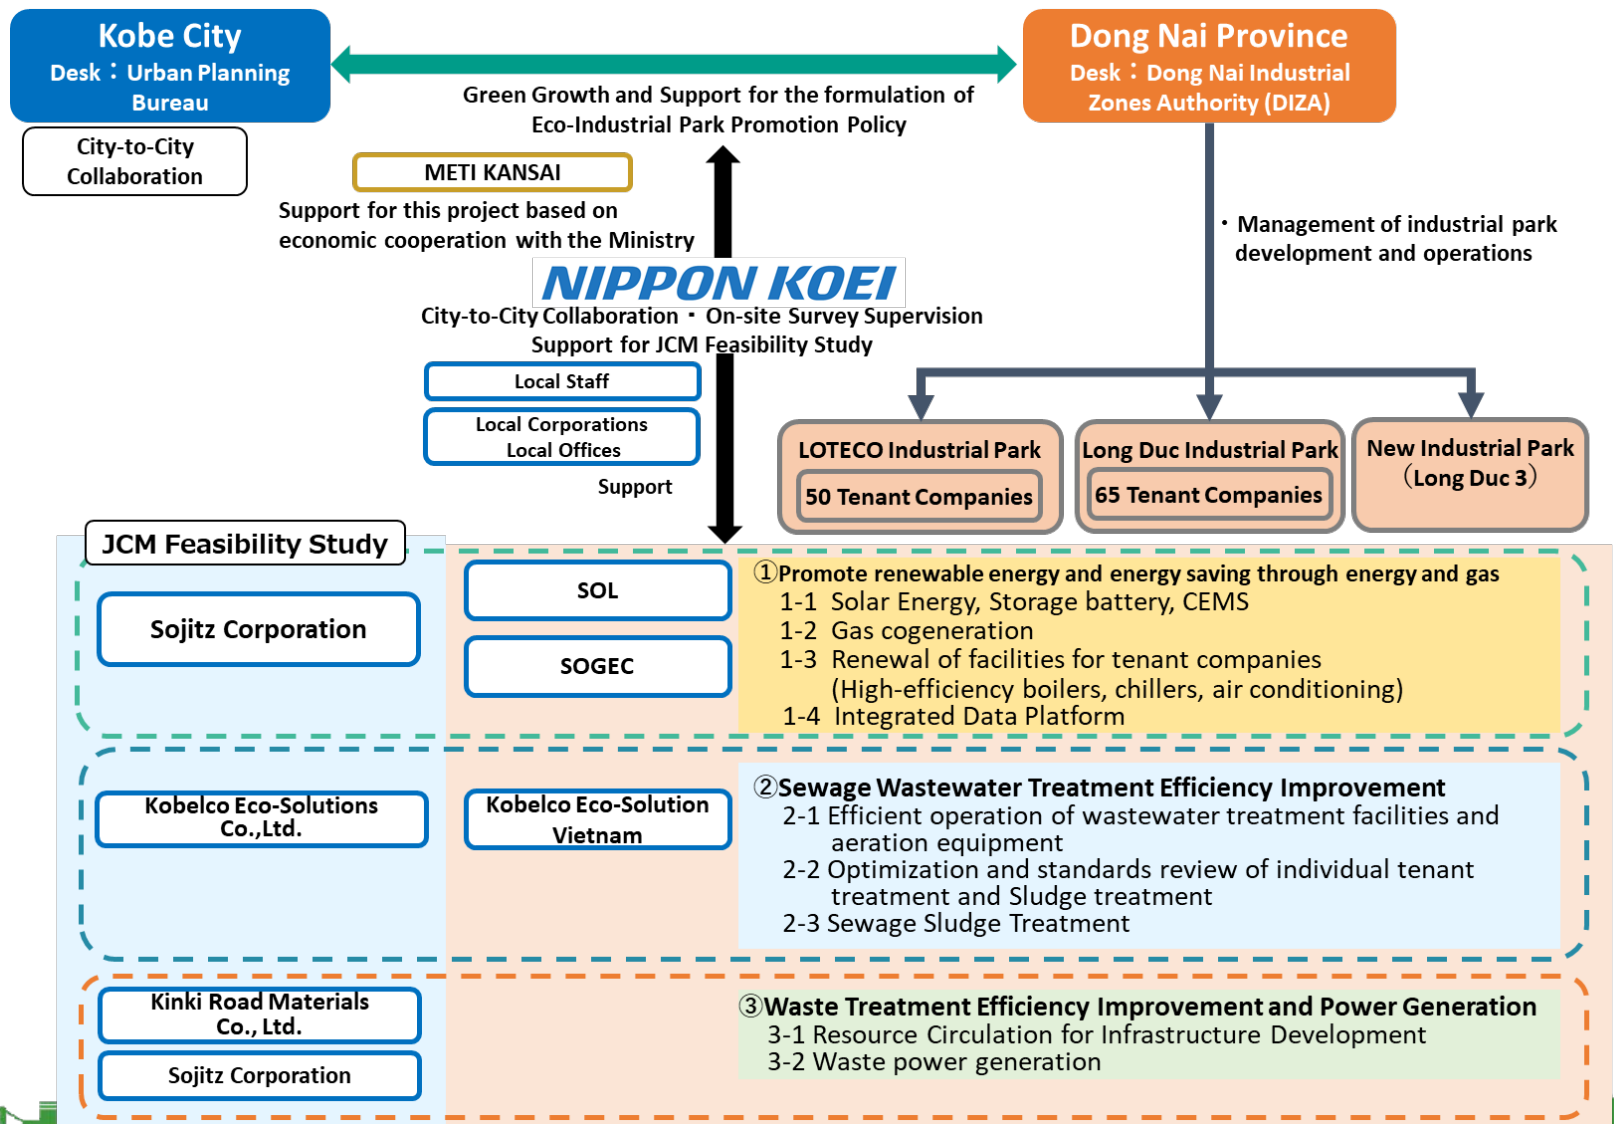 Kobe City
Desk：Urban Planning
Bureau
City-to-City
Collaboration
Dong Nai Province
Desk：Dong Nai Industrial
Zones Authority (DIZA)
Green Growth and Support for the formulation of
Eco-Industrial Park Promotion Policy
METI KANSAI
Support for this project based on
economic cooperation with the Ministry
・Management of industrial park
development and operations
NIPPON KOEI
City-to-City Collaboration・On-site Survey Supervision
Support for JCM Feasibility Study
Local Staff
Local Corporations
Local Offices
Support
LOTECO Industrial Park
50 Tenant Companies
Long Duc Industrial Park
65 Tenant Companies
New Industrial Park
（Long Duc 3）
JCM Feasibility Study
Sojitz Corporation
SOL
SOGEC
①Promote renewable energy and energy saving through energy and gas
1-1 Solar Energy, Storage battery, CEMS
1-2 Gas cogeneration
1-3 Renewal of facilities for tenant companies
(High-efficiency boilers, chillers, air conditioning)
1-4 Integrated Data Platform
Kobelco Eco-Solutions
Co.,Ltd.
Kobelco Eco-Solution
Vietnam
②Sewage Wastewater Treatment Efficiency Improvement
2-1 Efficient operation of wastewater treatment facilities and
aeration equipment
2-2 Optimization and standards review of individual tenant
treatment and Sludge treatment
2-3 Sewage Sludge Treatment
Kinki Road Materials
Co., Ltd.
Sojitz Corporation
③Waste Treatment Efficiency Improvement and Power Generation
3-1 Resource Circulation for Infrastructure Development
3-2 Waste power generation